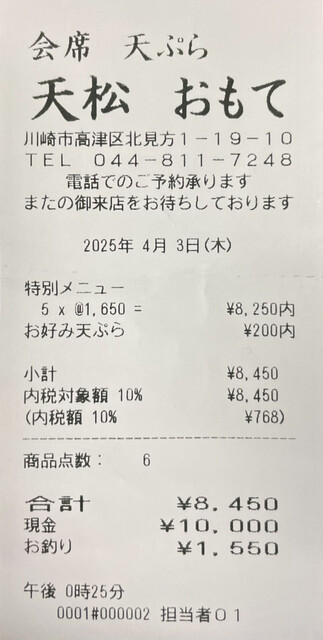 会席 天ぷら
天松 おもて
川崎市高津区北見方1-19-10
TEL 044-811-7248
電話でのご予約承ります
またの御来店をお待ちしております
2025年 4月 3日(木)
特別メニュー
5 x @1,650 = ¥8,250内
お好み天ぷら ¥200内
小計 ¥8,450
内税対象額 10% ¥8,450
(内税額 10% ¥768)
商品点数: 6
合計 ¥8,450
現金 ¥10,000
お釣り ¥1,550
午後 0時25分
0001#000002 担当者01